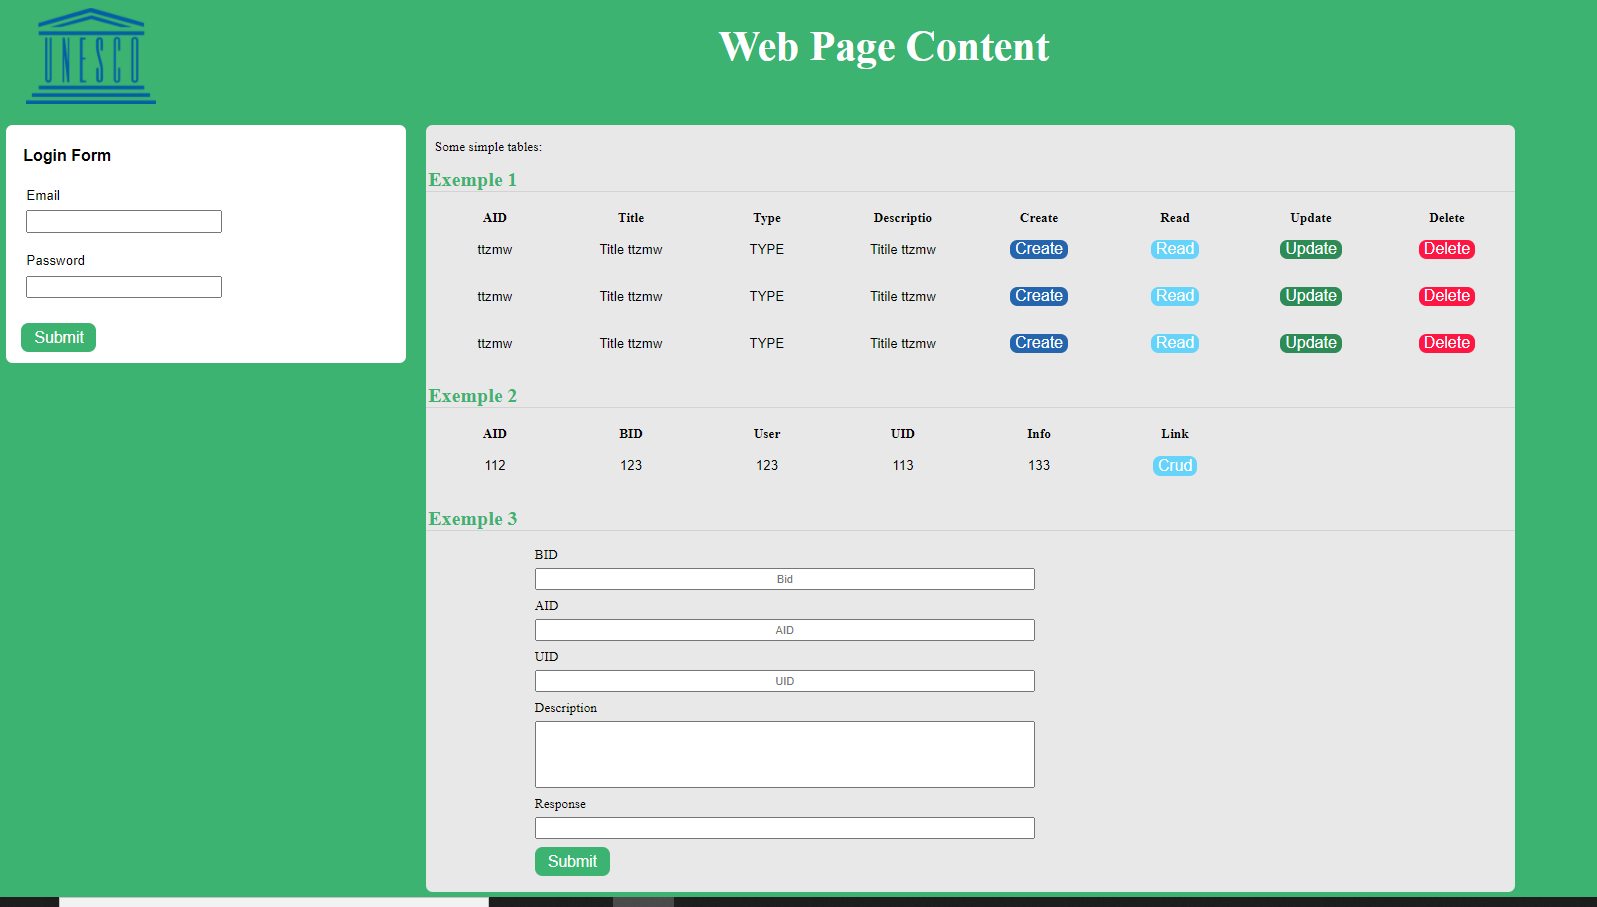 UNESCO
Web Page Content
Login Form
Email
Password
Submit
Some simple tables:
Exemple 1
AID Title Type Descriptio Create Read Update Delete
ttzmw Title ttzmw TYPE Titile ttzmw Create Read Update Delete
ttzmw Title ttzmw TYPE Titile ttzmw Create Read Update Delete
ttzmw Title ttzmw TYPE Titile ttzmw Create Read Update Delete
Exemple 2
AID BID User UID Info Link
112 123 123 113 133 Crud
Exemple 3
BID
Bid
AID
AID
UID
UID
Description
Response
Submit